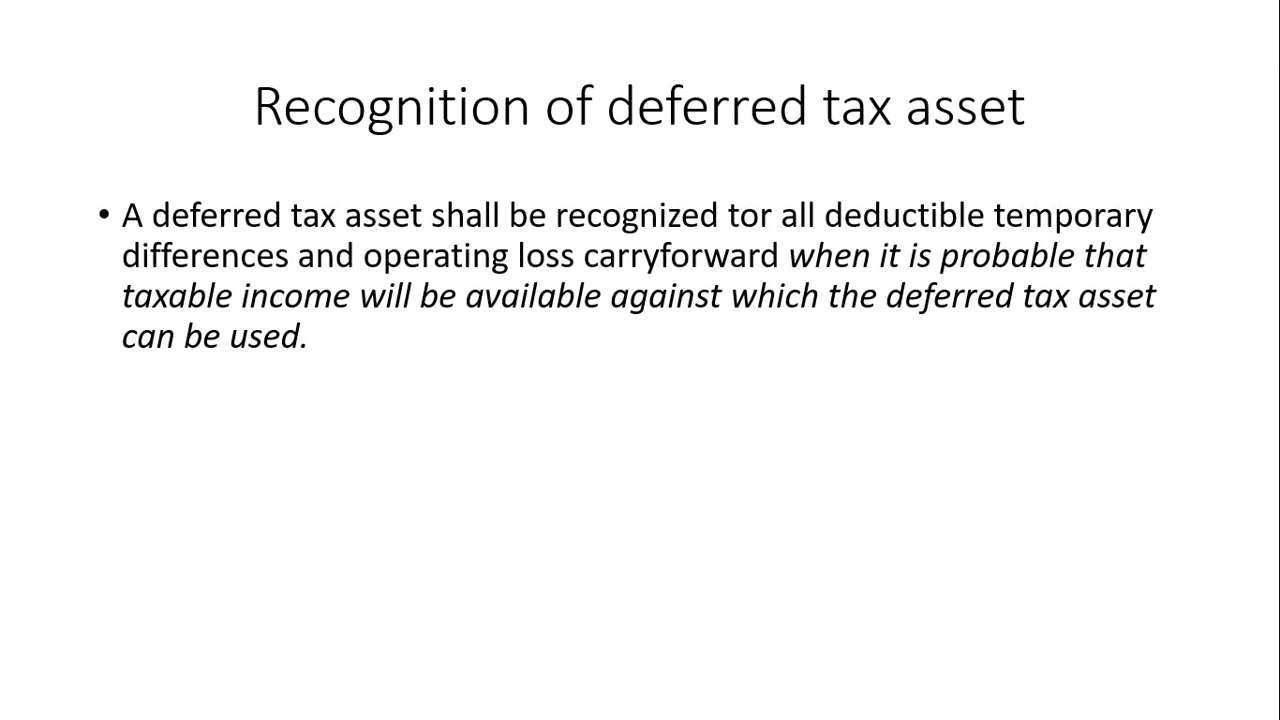 Recognition of deferred tax asset
• A deferred tax asset shall be recognized tor all deductible temporary
differences and operating loss carryforward when it is probable that
taxable income will be available against which the deferred tax asset
can be used.